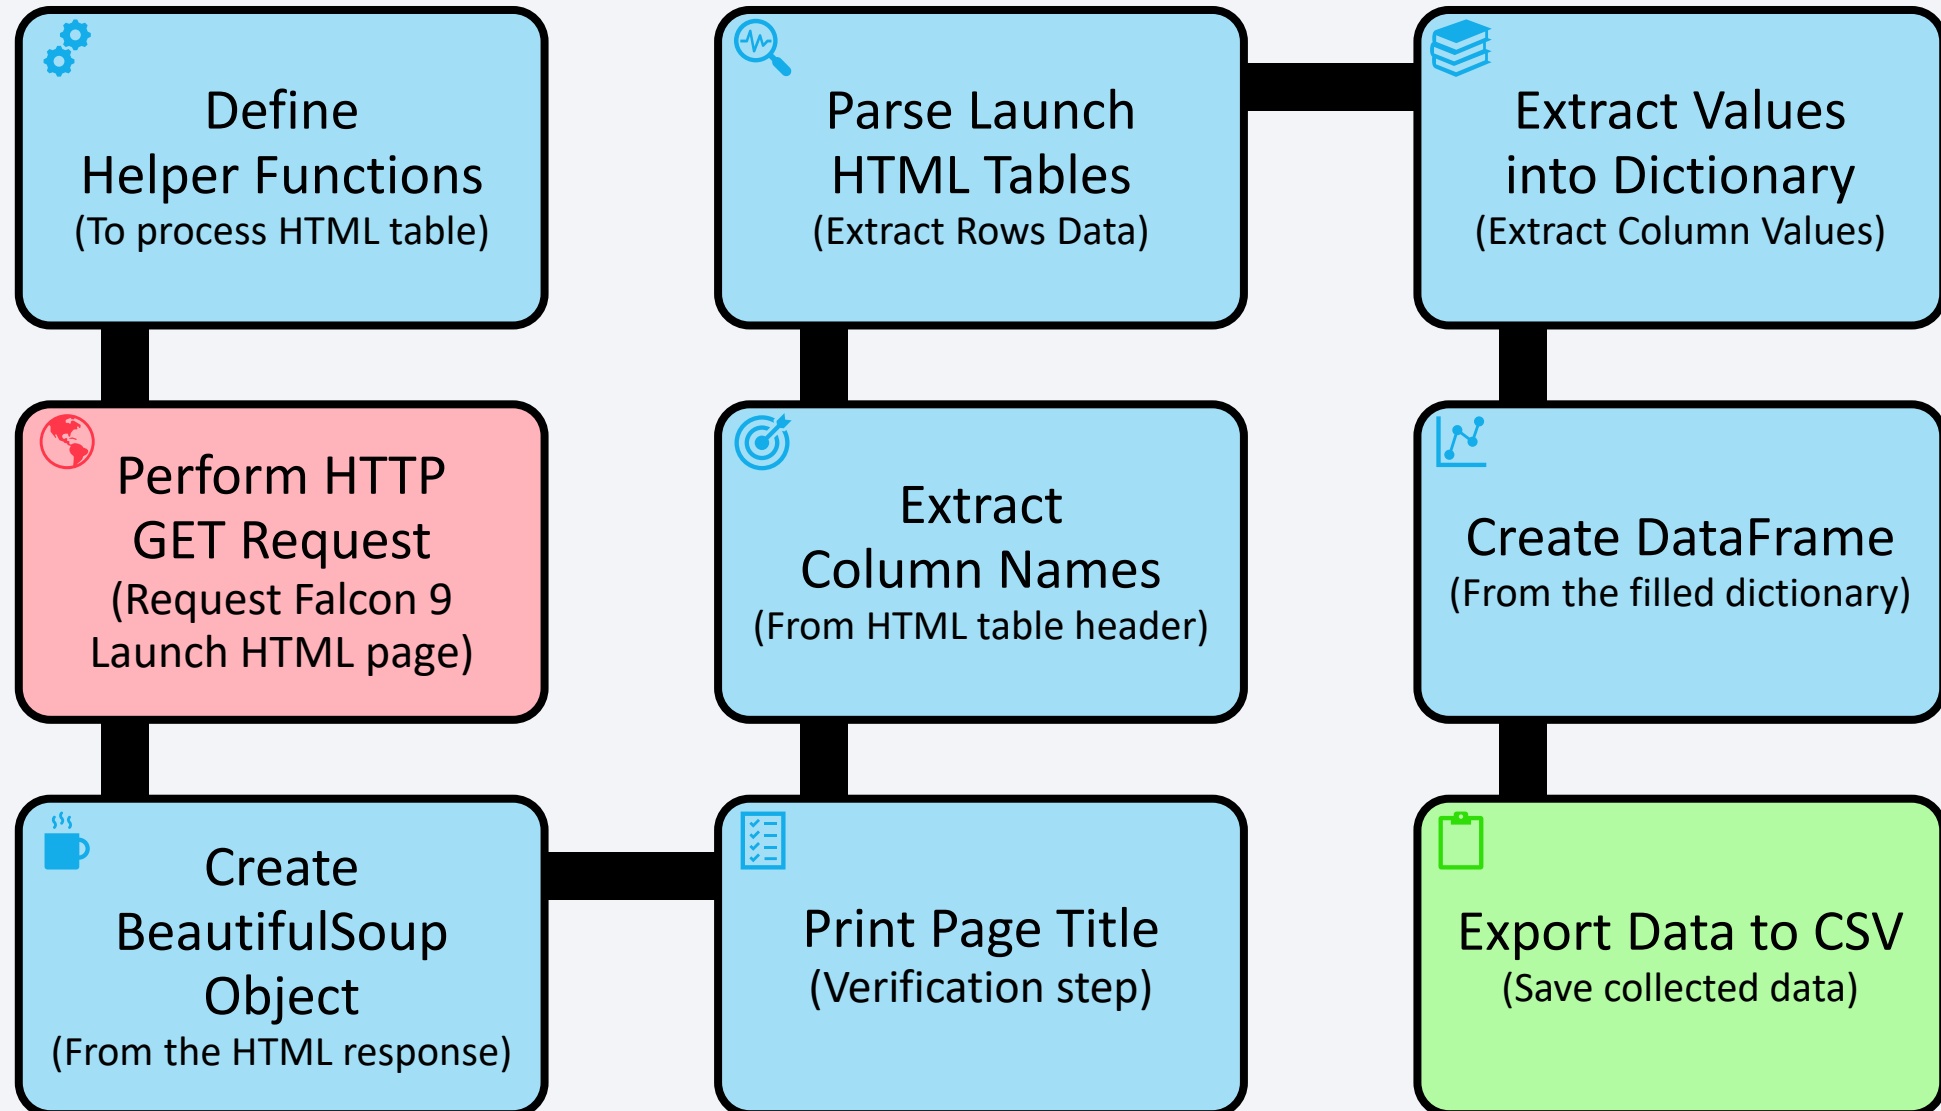 Define
Helper Functions
(To process HTML table)
Perform HTTP
GET Request
(Request Falcon 9
Launch HTML page)
Create
BeautifulSoup
Object
(From the HTML response)
Print Page Title
(Verification step)
Extract
Column Names
(From HTML table header)
Parse Launch
HTML Tables
(Extract Rows Data)
Extract Values
into Dictionary
(Extract Column Values)
Create DataFrame
(From the filled dictionary)
Export Data to CSV
(Save collected data)